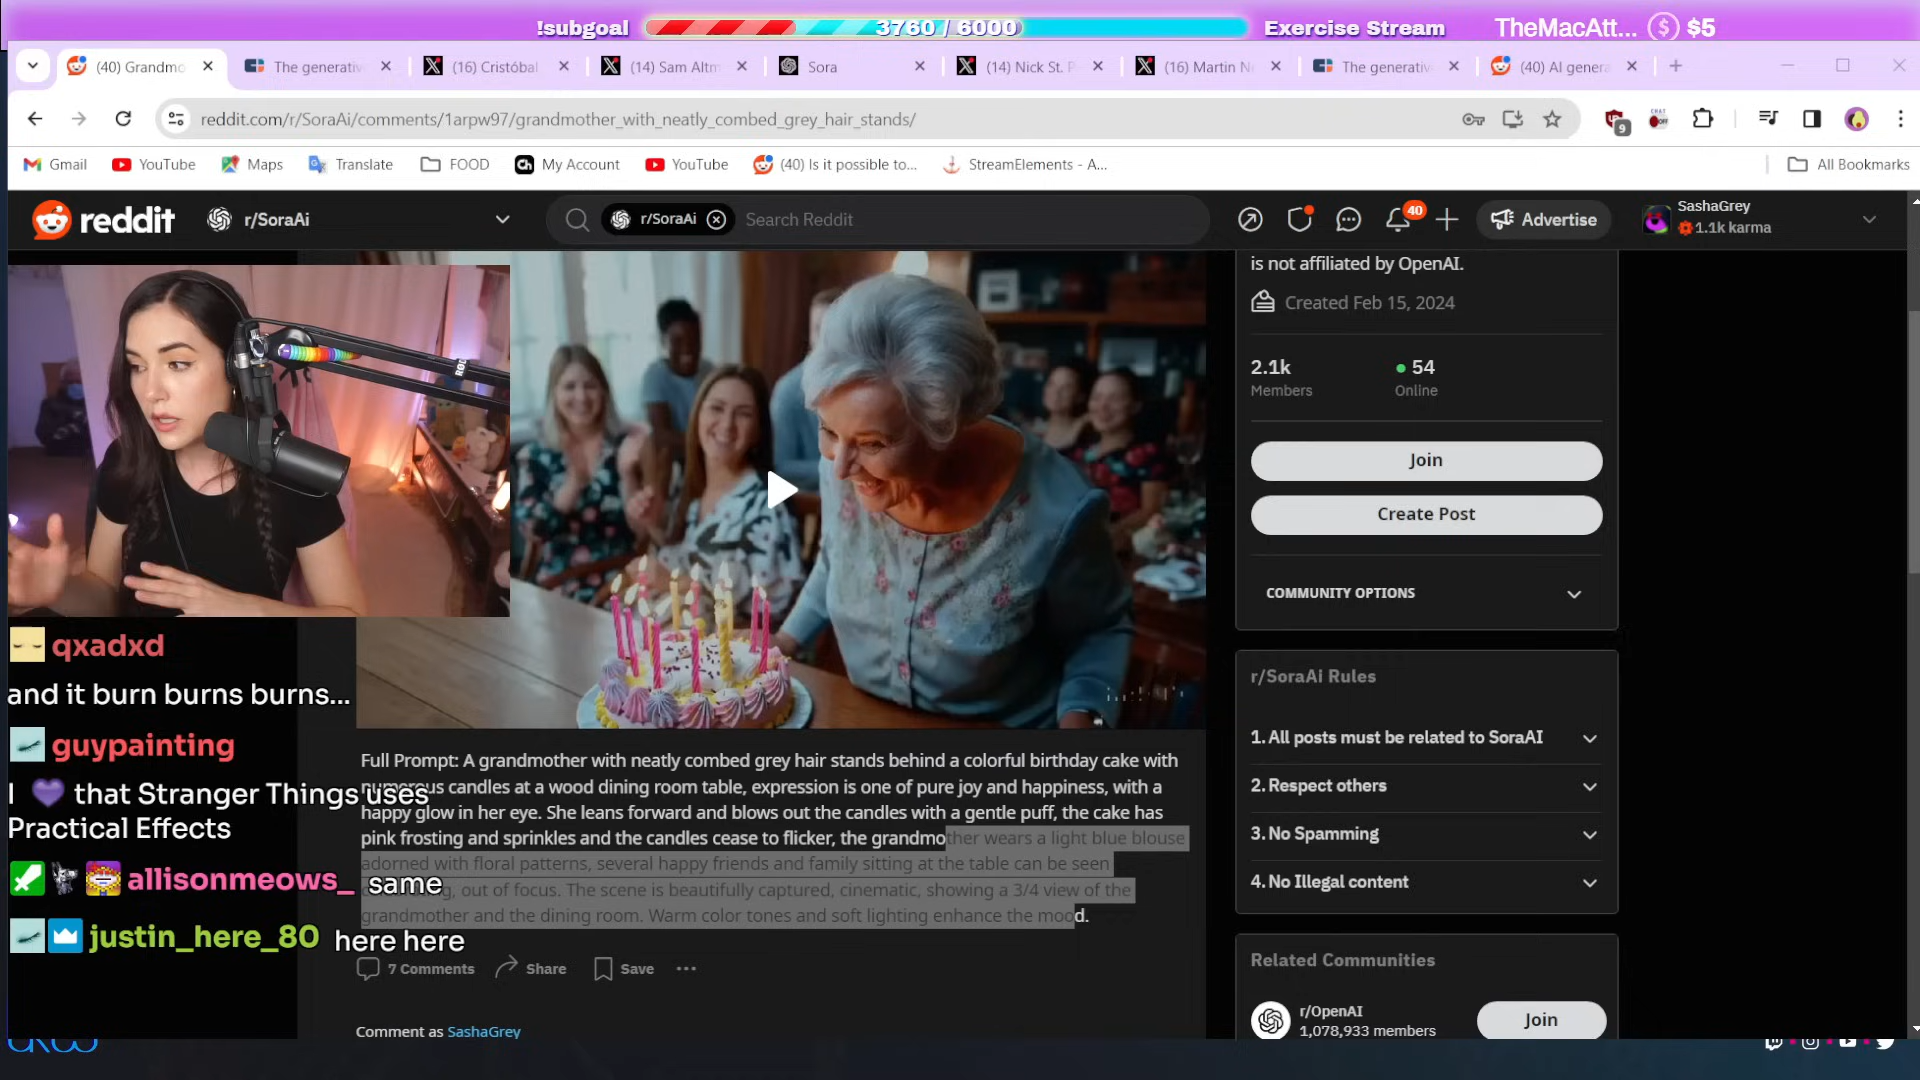 !subgoal
3760 / 6000
Exercise Stream
TheMacAtt... $ $5
(40) Grandmo
The generativ
(16) Cristóbal
(14) Sam Altm
Sora
(14) Nick St. P
(16) Martin N
The generativ
(40) AI genera
reddit.com/r/SoraAi/comments/1arpw97/grandmother_with_neatly_combed_grey_hair_stands/
9
Gmail
YouTube
Maps
Translate
FOOD
My Account
YouTube
(40) Is it possible to...
StreamElements - A...
All Bookmarks
reddit
r/SoraAi
r/SoraAi
Search Reddit
40
Advertise
SashaGrey
1.1k karma
is not affiliated by OpenAI.
Created Feb 15, 2024
2.1k
Members
54
Online
Join
Create Post
COMMUNITY OPTIONS
r/SoraAi Rules
1. All posts must be related to SoraAI
2. Respect others
3. No Spamming
4. No Illegal content
Related Communities
r/OpenAI
1,078,933 members
Join
qxadxd
and it burn burns burns...
guypainting
I 💜 that Stranger Things uses
Practical Effects
allisonmeows_ same
justin_here_80 here here
Full Prompt: A grandmother with neatly combed grey hair stands behind a colorful birthday cake with
numerous candles at a wood dining room table, expression is one of pure joy and happiness, with a
happy glow in her eye. She leans forward and blows out the candles with a gentle puff, the cake has
pink frosting and sprinkles and the candles cease to flicker, the grandmother wears a light blue blouse
adorned with floral patterns, several happy friends and family sitting at the table can be seen
out of focus. The scene is beautifully captured, cinematic, showing a 3/4 view of the
grandmother and the dining room. Warm color tones and soft lighting enhance the mood.
7 Comments
Share
Save
Comment as SashaGrey